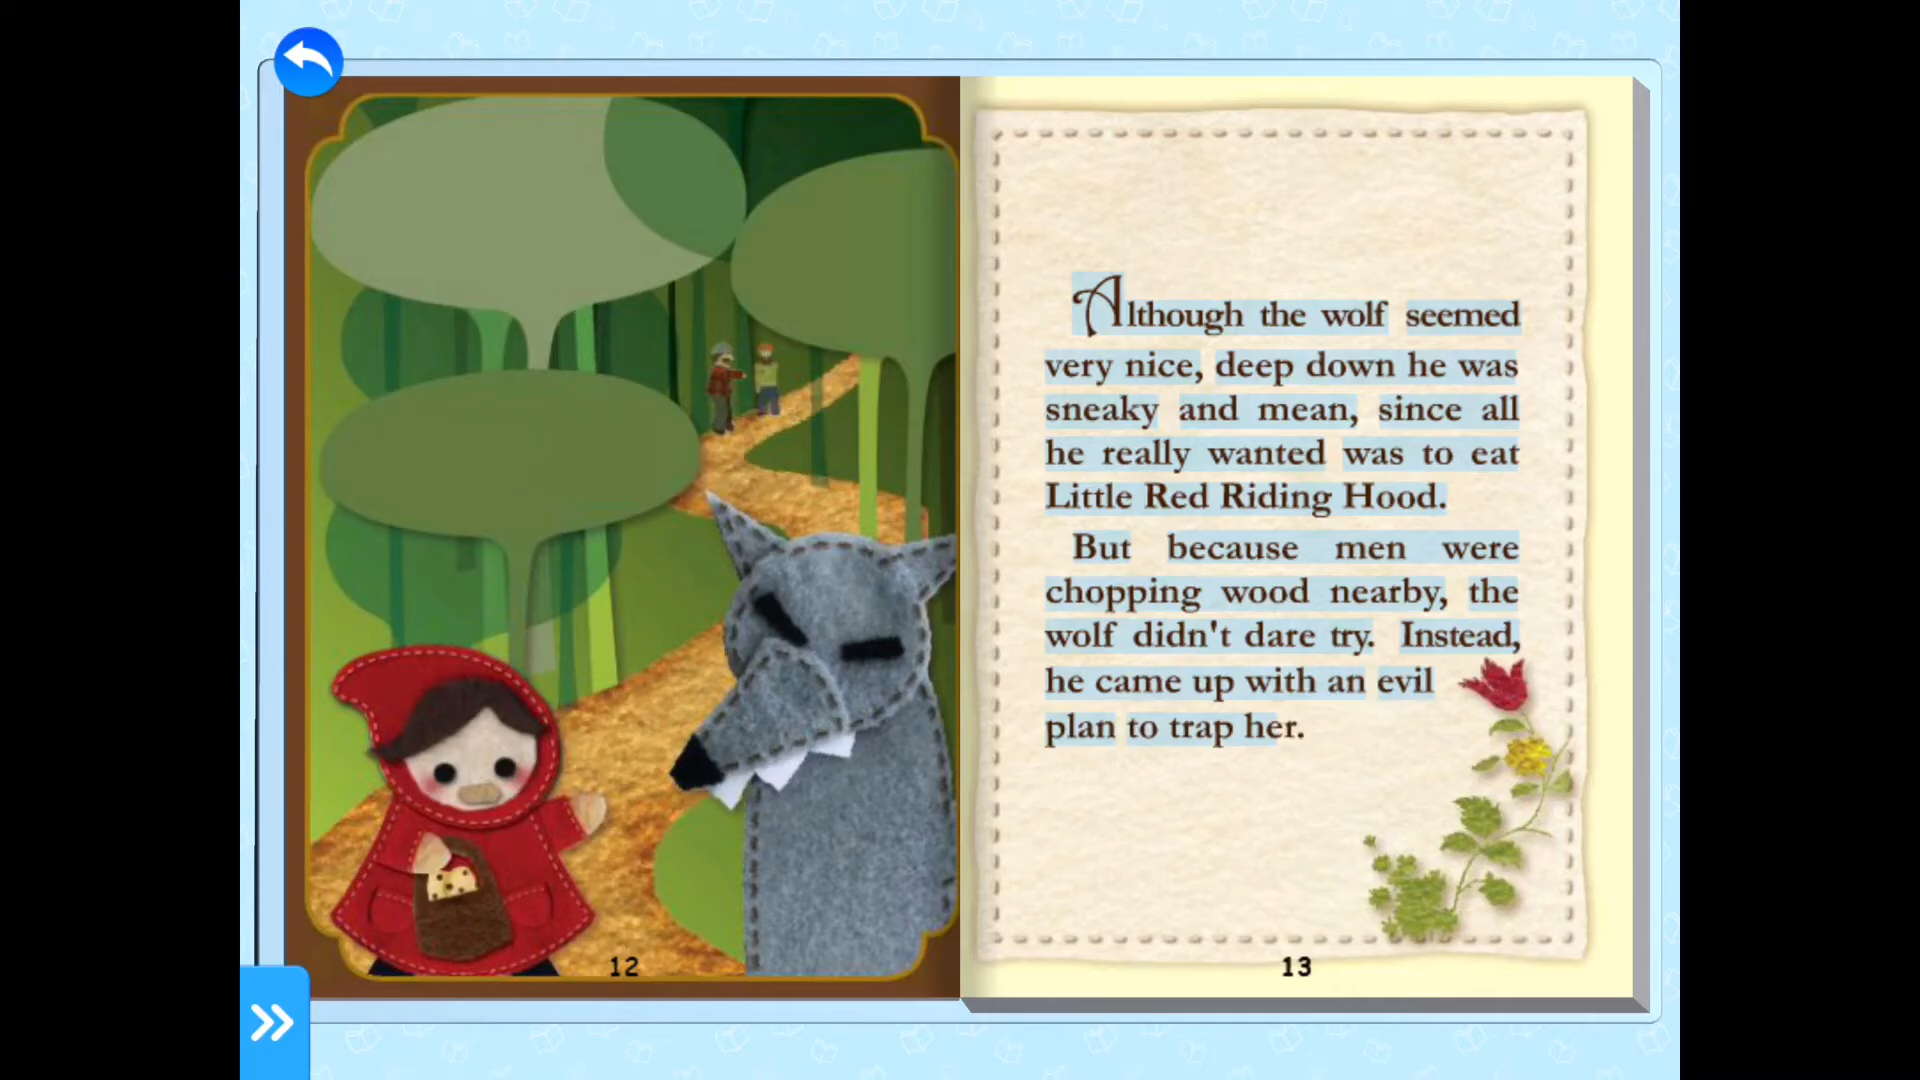 Although the wolf seemed
very nice, deep down he was
sneaky and mean, since all
he really wanted was to eat
Little Red Riding Hood.
But because men were
chopping wood nearby, the
wolf didn't dare try. Instead,
he came up with an evil
plan to trap her.
12
13